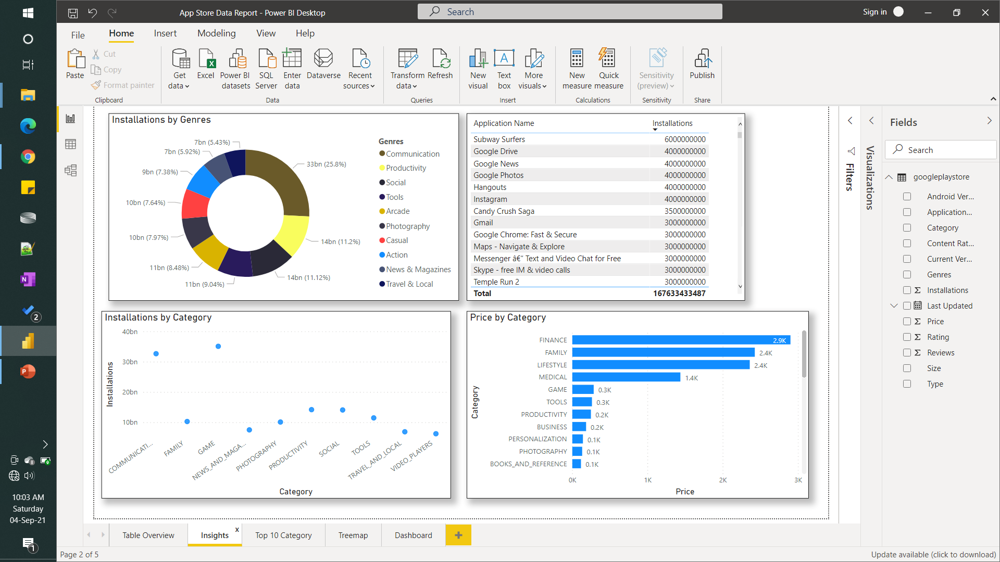 App Store Data Report - Power BI Desktop
Search
Sign in
File
Home
Insert
Modeling
View
Help
Paste
Cut
Copy
Format painter
Clipboard
Get data
Excel
Power BI datasets
SQL Server
Enter data
Dataverse
Recent sources
Data
Transform data
Refresh
Queries
New visual
Text box
More visuals
Insert
New measure
Quick measure
Calculations
Sensitivity (preview)
Sensitivity
Publish
Share
Installations by Genres
7bn (5.43%)
7bn (5.92%)
9bn (7.38%)
10bn (7.64%)
10bn (7.97%)
11bn (8.48%)
11bn (9.04%)
33bn (25.8%)
14bn (11.2%)
14bn (11.12%)
Genres
Communication
Productivity
Social
Tools
Arcade
Photography
Casual
Action
News & Magazines
Travel & Local
Application Name Installations
Subway Surfers 6000000000
Google Drive 4000000000
Google News 4000000000
Google Photos 4000000000
Hangouts 4000000000
Instagram 4000000000
Candy Crush Saga 3500000000
Gmail 3000000000
Google Chrome: Fast & Secure 3000000000
Maps - Navigate & Explore 3000000000
Messenger â€“ Text and Video Chat for Free 3000000000
Skype - free IM & video calls 3000000000
Temple Run 2 3000000000
Total 167633433487
Installations by Category
40bn
30bn
20bn
10bn
Installations
COMMUNICATI...
FAMILY
GAME
NEWS_AND_MAGA...
PHOTOGRAPHY
PRODUCTIVITY
SOCIAL
TOOLS
TRAVEL_AND_LOCAL
VIDEO_PLAYERS
Category
Price by Category
Category
FINANCE 2.9K
FAMILY 2.4K
LIFESTYLE 2.4K
MEDICAL 1.4K
GAME 0.3K
TOOLS 0.3K
PRODUCTIVITY 0.2K
BUSINESS 0.2K
PERSONALIZATION 0.1K
PHOTOGRAPHY 0.1K
BOOKS_AND_REFERENCE 0.1K
0K 1K 2K 3K
Price
Filters
Visualizations
Fields
Search
googleplaystore
Android Ver...
Application...
Category
Content Rat...
Current Ver...
Genres
Installations
Last Updated
Price
Rating
Reviews
Size
Type
Table Overview
Insights
x
Top 10 Category
Treemap
Dashboard
Page 2 of 5
Update available (click to download)
N
2
P
10:03 AM
Saturday
04-Sep-21
1